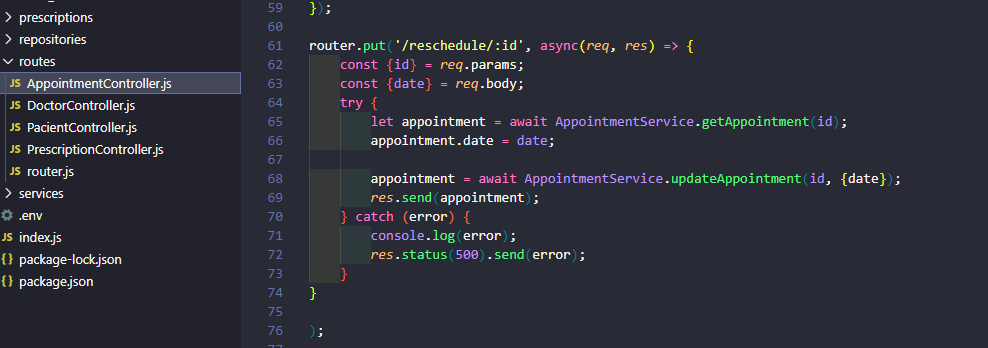 prescriptions
repositories
routes
JS AppointmentController.js
JS DoctorController.js
JS PacientController.js
JS PrescriptionController.js
JS router.js
services
.env
JS index.js
{} package-lock.json
{} package.json
59 });
60
61 router.put('/reschedule/:id', async(req, res) => {
62 const {id} = req.params;
63 const {date} = req.body;
64 try {
65 let appointment = await AppointmentService.getAppointment(id);
66 appointment.date = date;
67
68 appointment = await AppointmentService.updateAppointment(id, {date});
69 res.send(appointment);
70 } catch (error) {
71 console.log(error);
72 res.status(500).send(error);
73 }
74 }
75
76 );
77